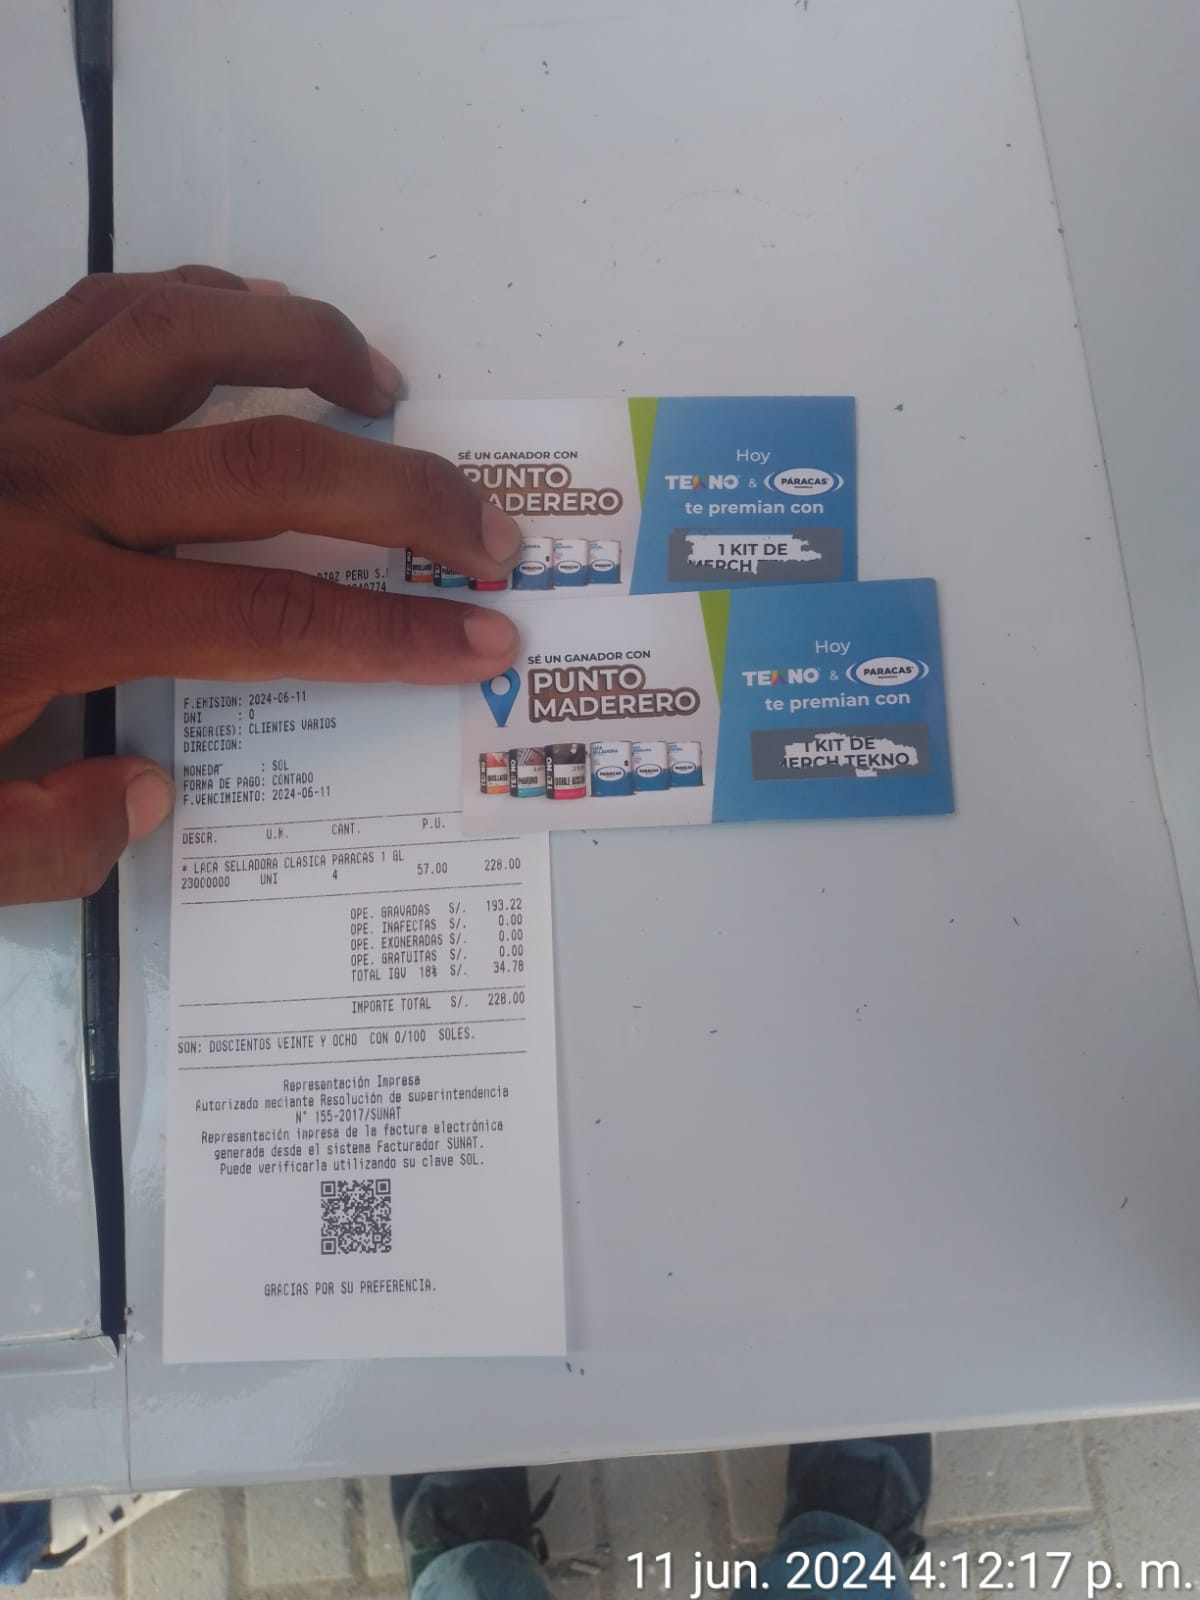 SÉ UN GANADOR CON
PUNTO
MADERERO
Hoy
TEKNO & PARACAS
te premian con
1 KIT DE
MERCH
SÉ UN GANADOR CON
PUNTO
MADERERO
Hoy
TEKNO & PARACAS
te premian con
1 KIT DE
MERCH TEKNO
TEKNO
MARINO
TEKNO
DOBLE ACCIÓN
LACA
SELLADORA
PARACAS
PARACAS
PARACAS
DIAZ PERU
F.EMISION: 2024-06-11
DNI : 0
SEÑOR(ES): CLIENTES VARIOS
DIRECCION:
MONEDA : SOL
FORMA DE PAGO: CONTADO
F.VENCIMIENTO: 2024-06-11
DESCR. U.M. CANT. P.U.
* LACA SELLADORA CLASICA PARACAS 1 GL
23000000 UNI 4 57.00 228.00
OPE. GRAVADAS S/. 193.22
OPE. INAFECTAS S/. 0.00
OPE. EXONERADAS S/. 0.00
OPE. GRATUITAS S/. 0.00
TOTAL IGV 18% S/. 34.78
IMPORTE TOTAL S/. 228.00
SON: DOSCIENTOS VEINTE Y OCHO CON 0/100 SOLES.
Representación Impresa
Autorizado mediante Resolución de superintendencia
N° 155-2017/SUNAT
Representación impresa de la factura electrónica
generada desde el sistema Facturador SUNAT.
Puede verificarla utilizando su clave SOL.
GRACIAS POR SU PREFERENCIA.
11 jun. 2024 4:12:17 p. m.